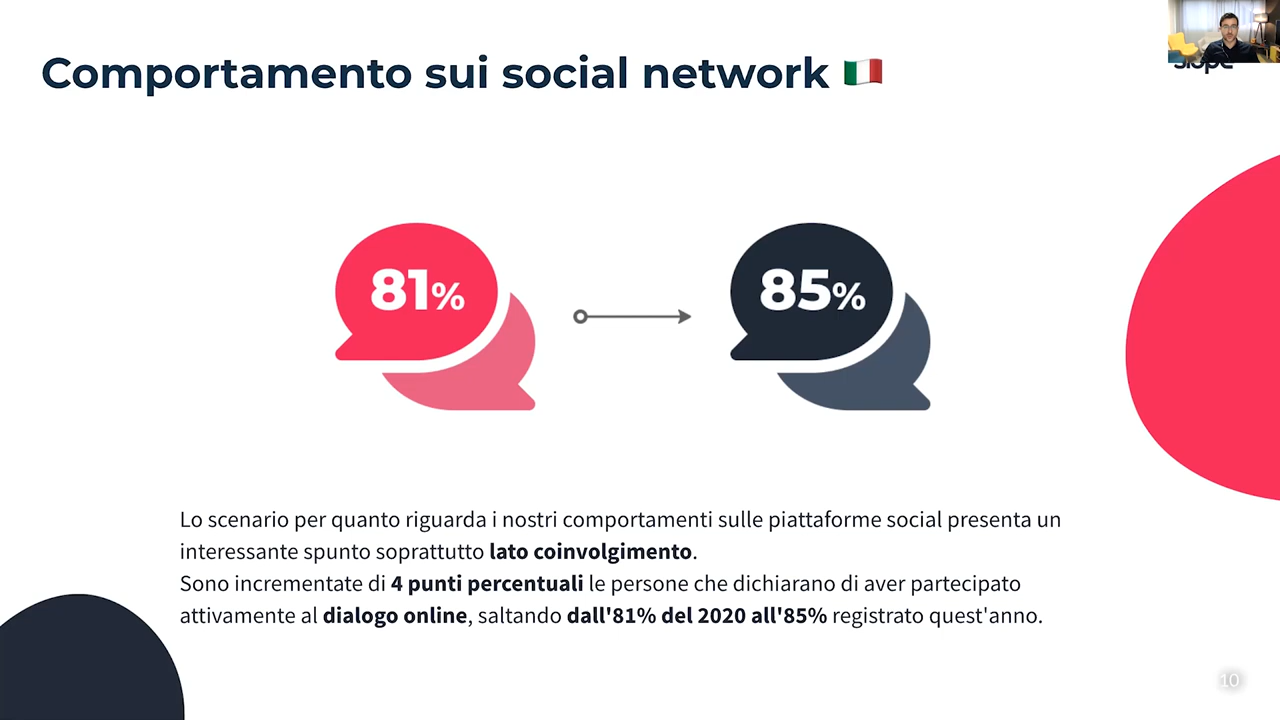 Comportamento sui social network
81%
85%
Lo scenario per quanto riguarda i nostri comportamenti sulle piattaforme social presenta un
interessante spunto soprattutto lato coinvolgimento.
Sono incrementate di 4 punti percentuali le persone che dichiarano di aver partecipato
attivamente al dialogo online, saltando dall'81% del 2020 all'85% registrato quest'anno.
10